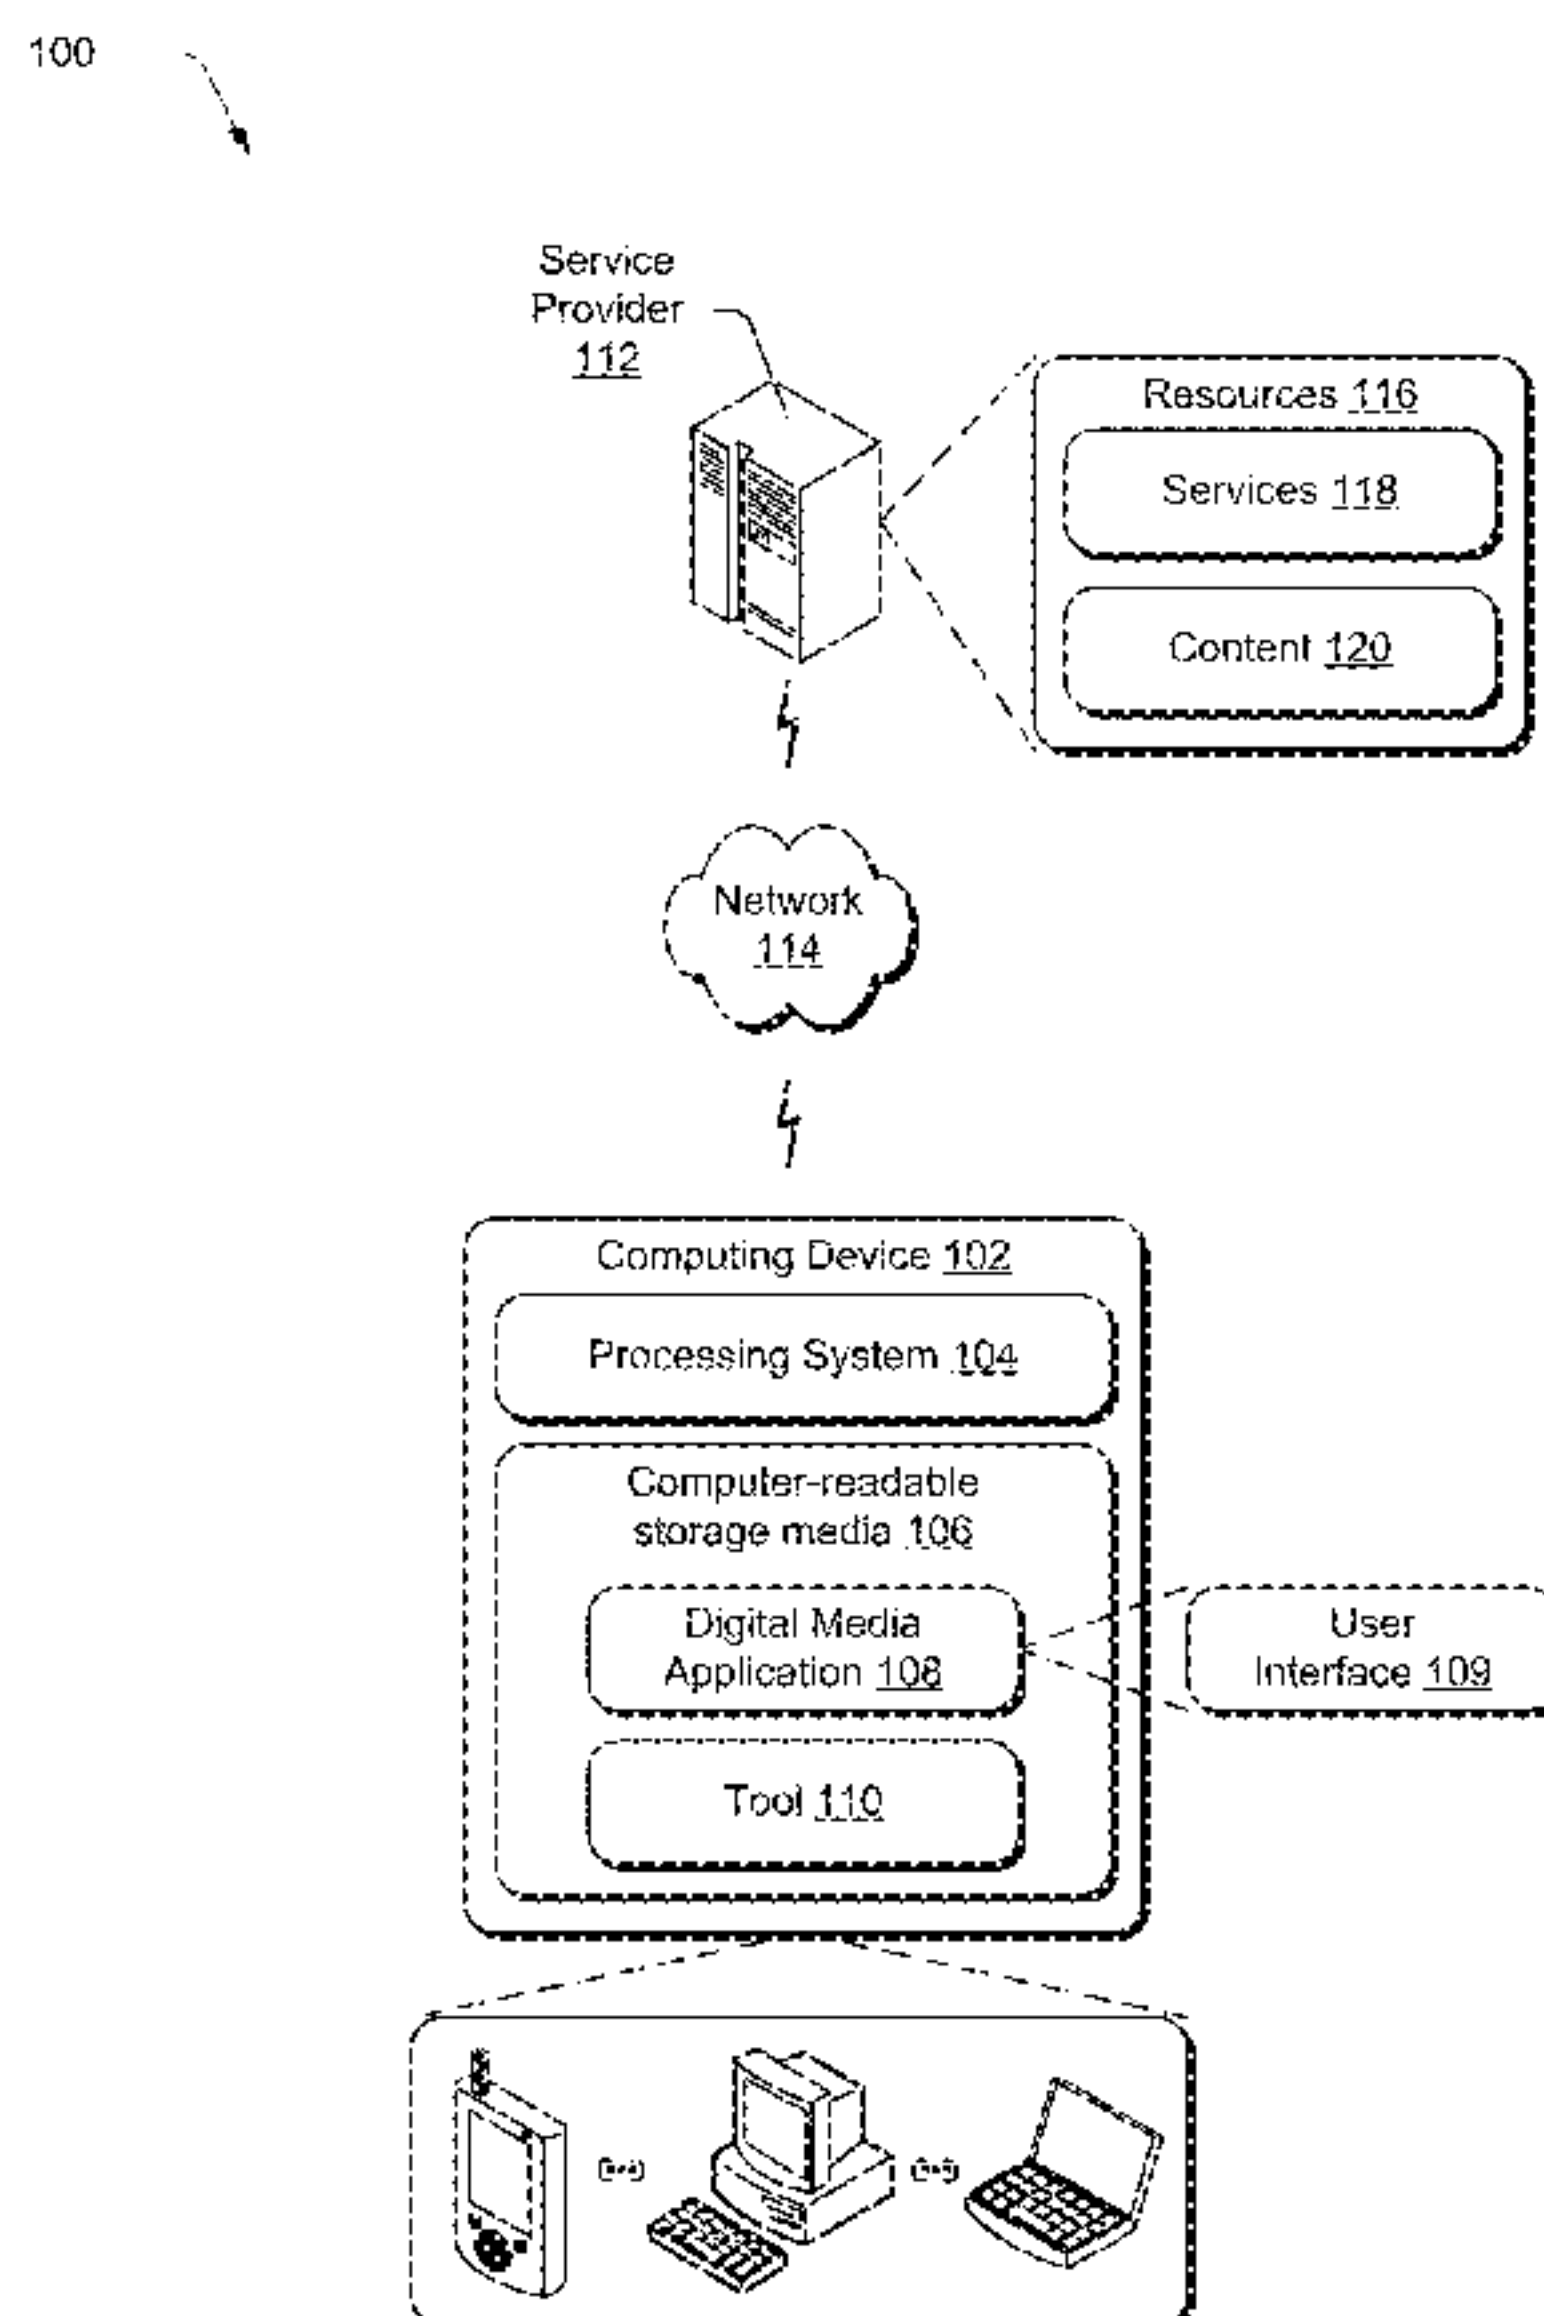 100
Service
Provider
112
Resources 116
Services 118
Content 120
Network
114
Computing Device 102
Processing System 104
Computer-readable
storage media 106
Digital Media
Application 108
User
Interface 109
Tool 110